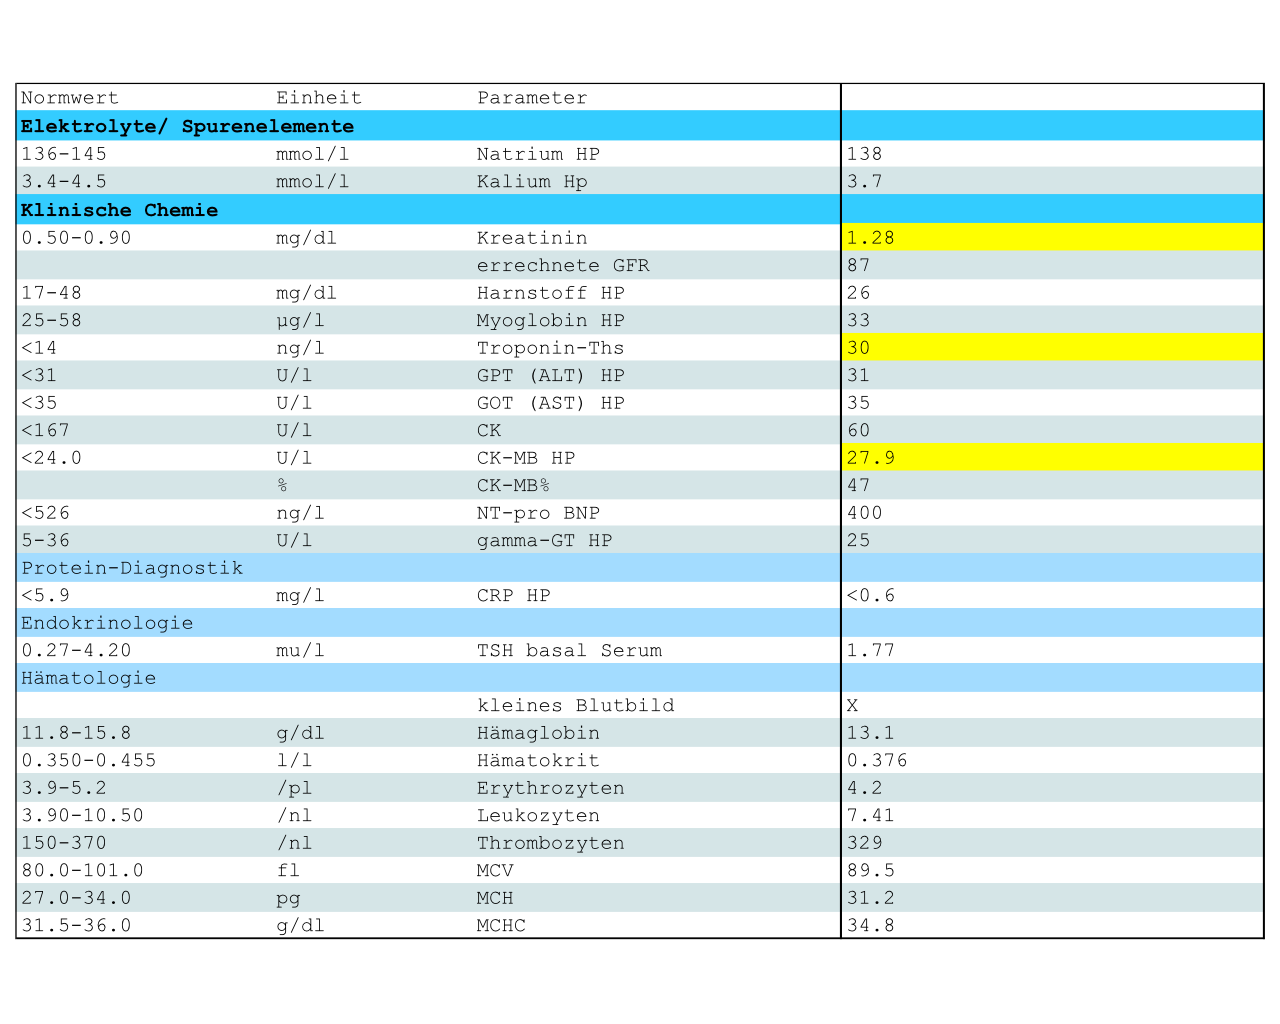 Normwert Einheit Parameter
Elektrolyte/ Spurenelemente
136-145 mmol/l Natrium HP 138
3.4-4.5 mmol/l Kalium Hp 3.7
Klinische Chemie
0.50-0.90 mg/dl Kreatinin 1.28
errechnete GFR 87
17-48 mg/dl Harnstoff HP 26
25-58 µg/l Myoglobin HP 33
<14 ng/l Troponin-Ths 30
<31 U/l GPT (ALT) HP 31
<35 U/l GOT (AST) HP 35
<167 U/l CK 60
<24.0 U/l CK-MB HP 27.9
% CK-MB% 47
<526 ng/l NT-pro BNP 400
5-36 U/l gamma-GT HP 25
Protein-Diagnostik
<5.9 mg/l CRP HP <0.6
Endokrinologie
0.27-4.20 mu/l TSH basal Serum 1.77
Hämatologie
kleines Blutbild X
11.8-15.8 g/dl Hämaglobin 13.1
0.350-0.455 l/l Hämatokrit 0.376
3.9-5.2 /pl Erythrozyten 4.2
3.90-10.50 /nl Leukozyten 7.41
150-370 /nl Thrombozyten 329
80.0-101.0 fl MCV 89.5
27.0-34.0 pg MCH 31.2
31.5-36.0 g/dl MCHC 34.8